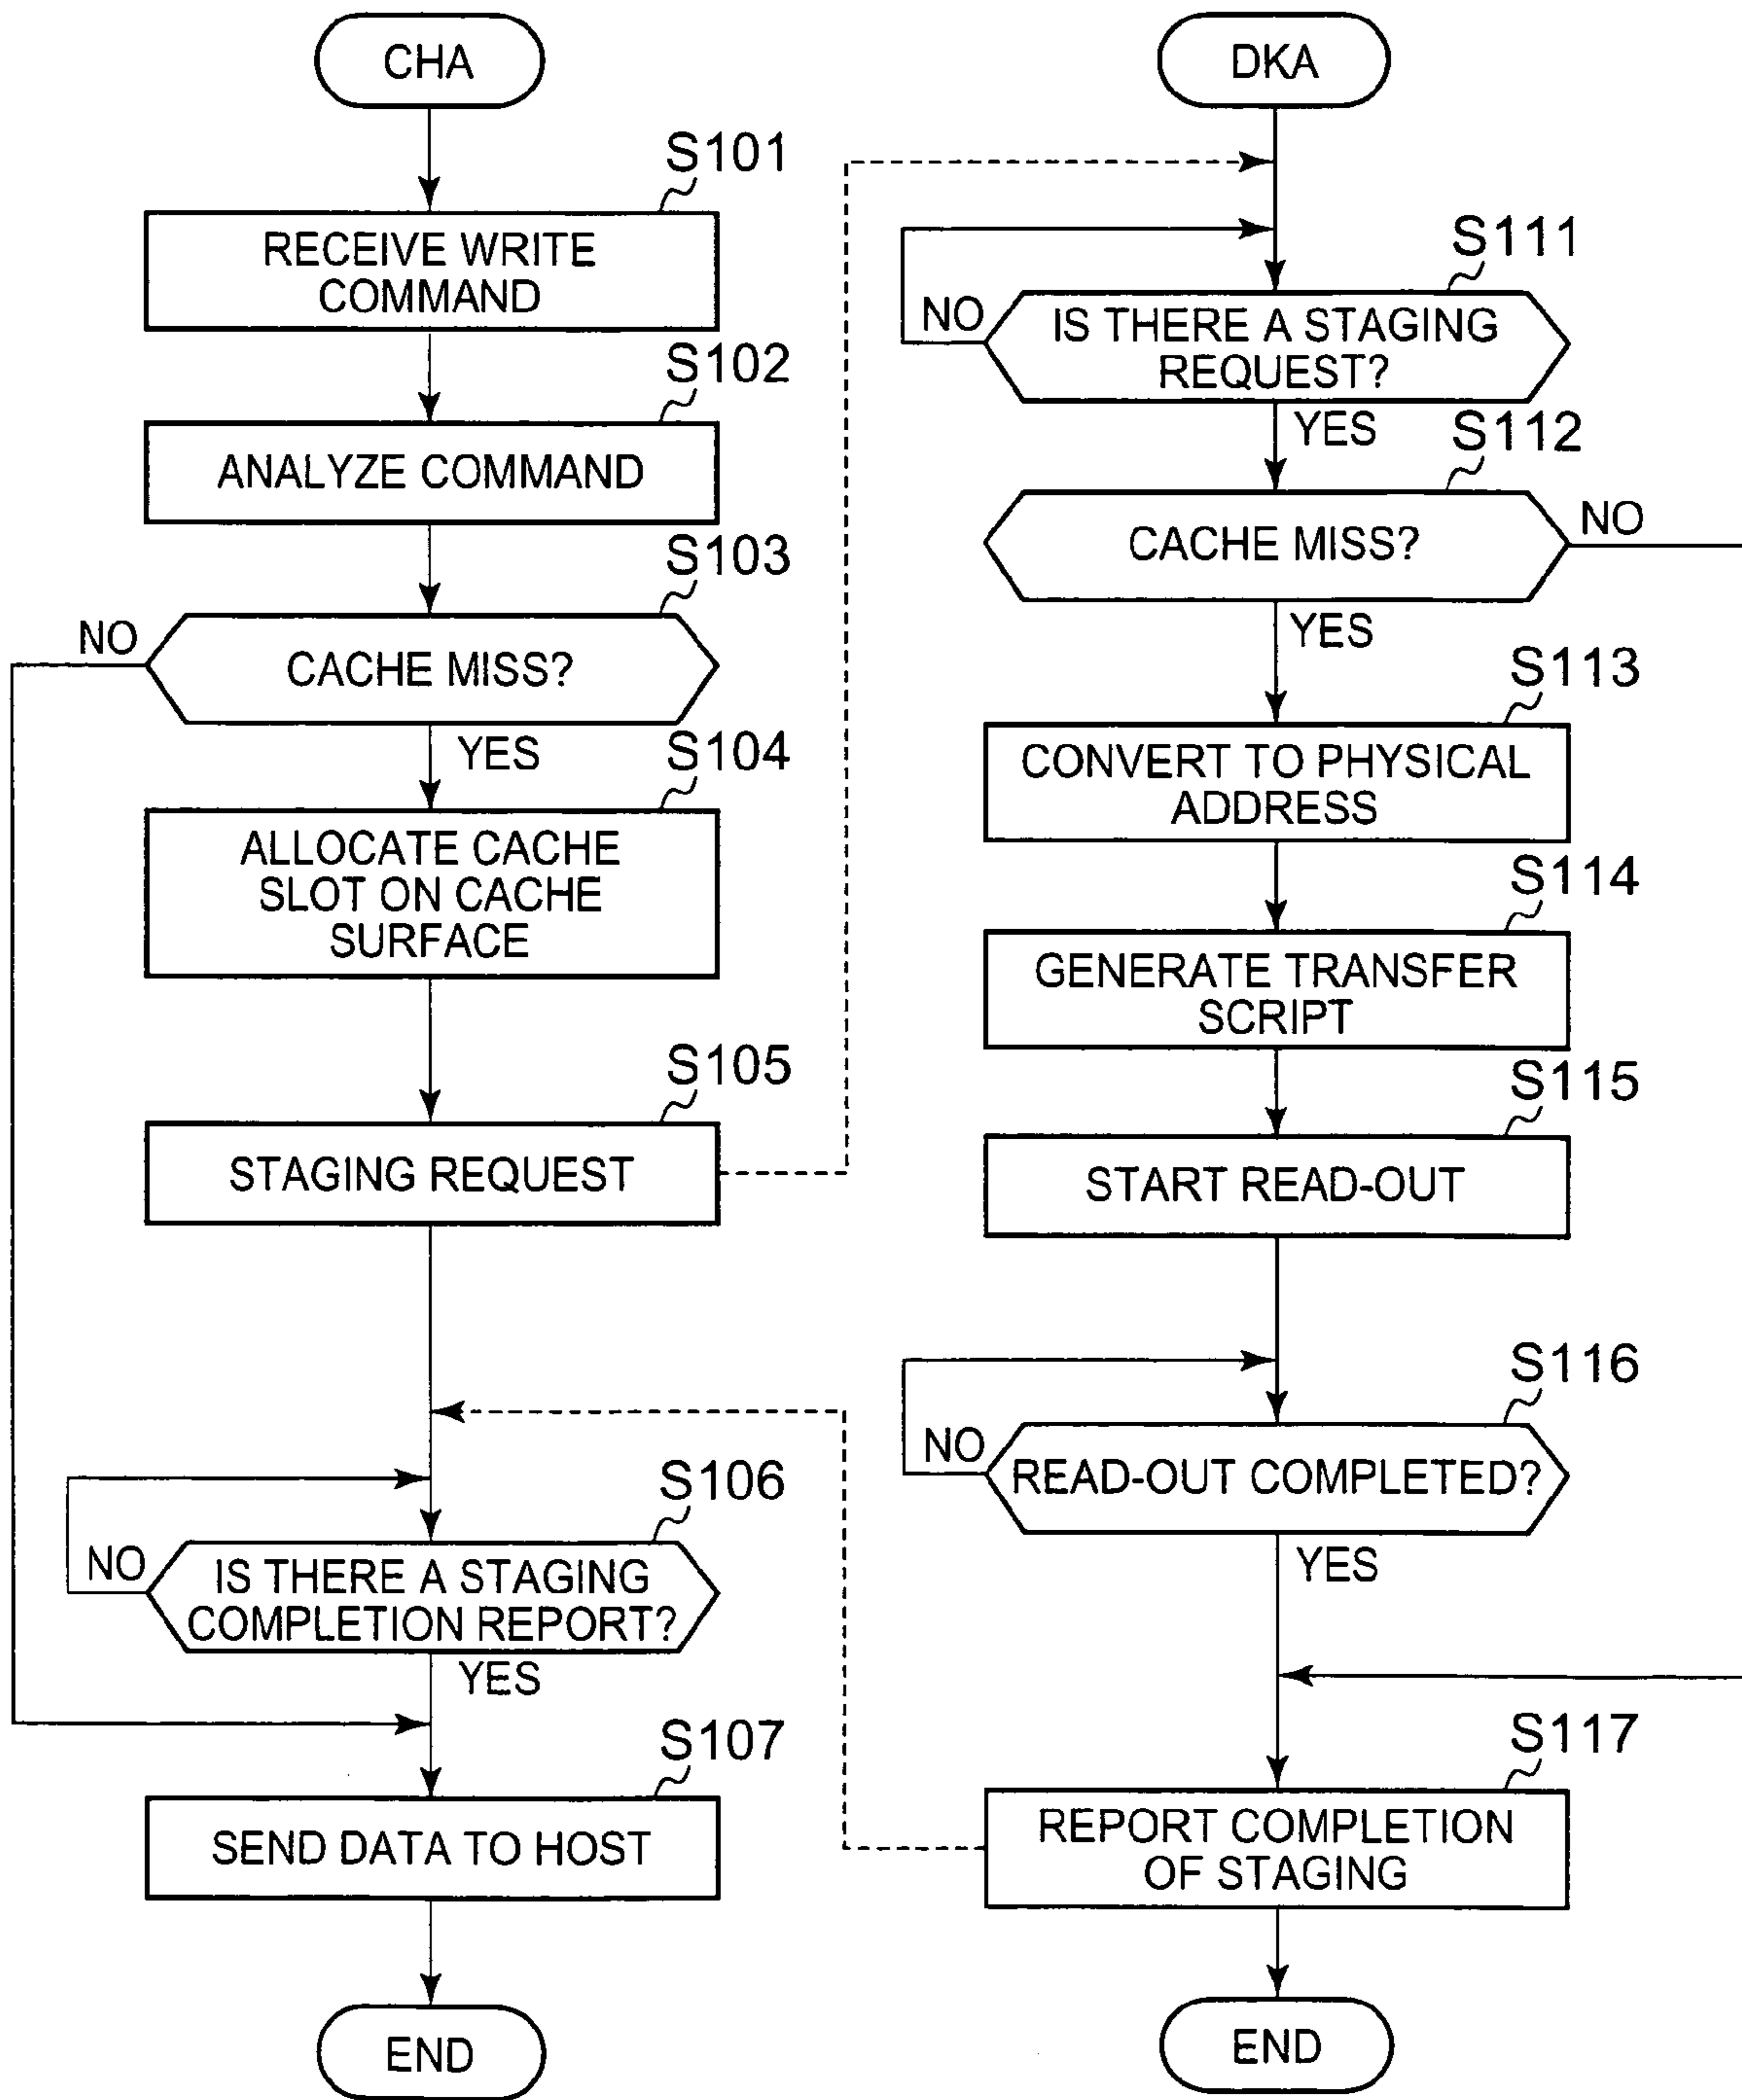 CHA
S101
RECEIVE WRITE
COMMAND
S102
ANALYZE COMMAND
S103
CACHE MISS?
NO
YES
S104
ALLOCATE CACHE
SLOT ON CACHE
SURFACE
S105
STAGING REQUEST
S106
IS THERE A STAGING
COMPLETION REPORT?
NO
YES
S107
SEND DATA TO HOST
END
DKA
S111
IS THERE A STAGING
REQUEST?
NO
YES
S112
CACHE MISS?
NO
YES
S113
CONVERT TO PHYSICAL
ADDRESS
S114
GENERATE TRANSFER
SCRIPT
S115
START READ-OUT
S116
READ-OUT COMPLETED?
NO
YES
S117
REPORT COMPLETION
OF STAGING
END